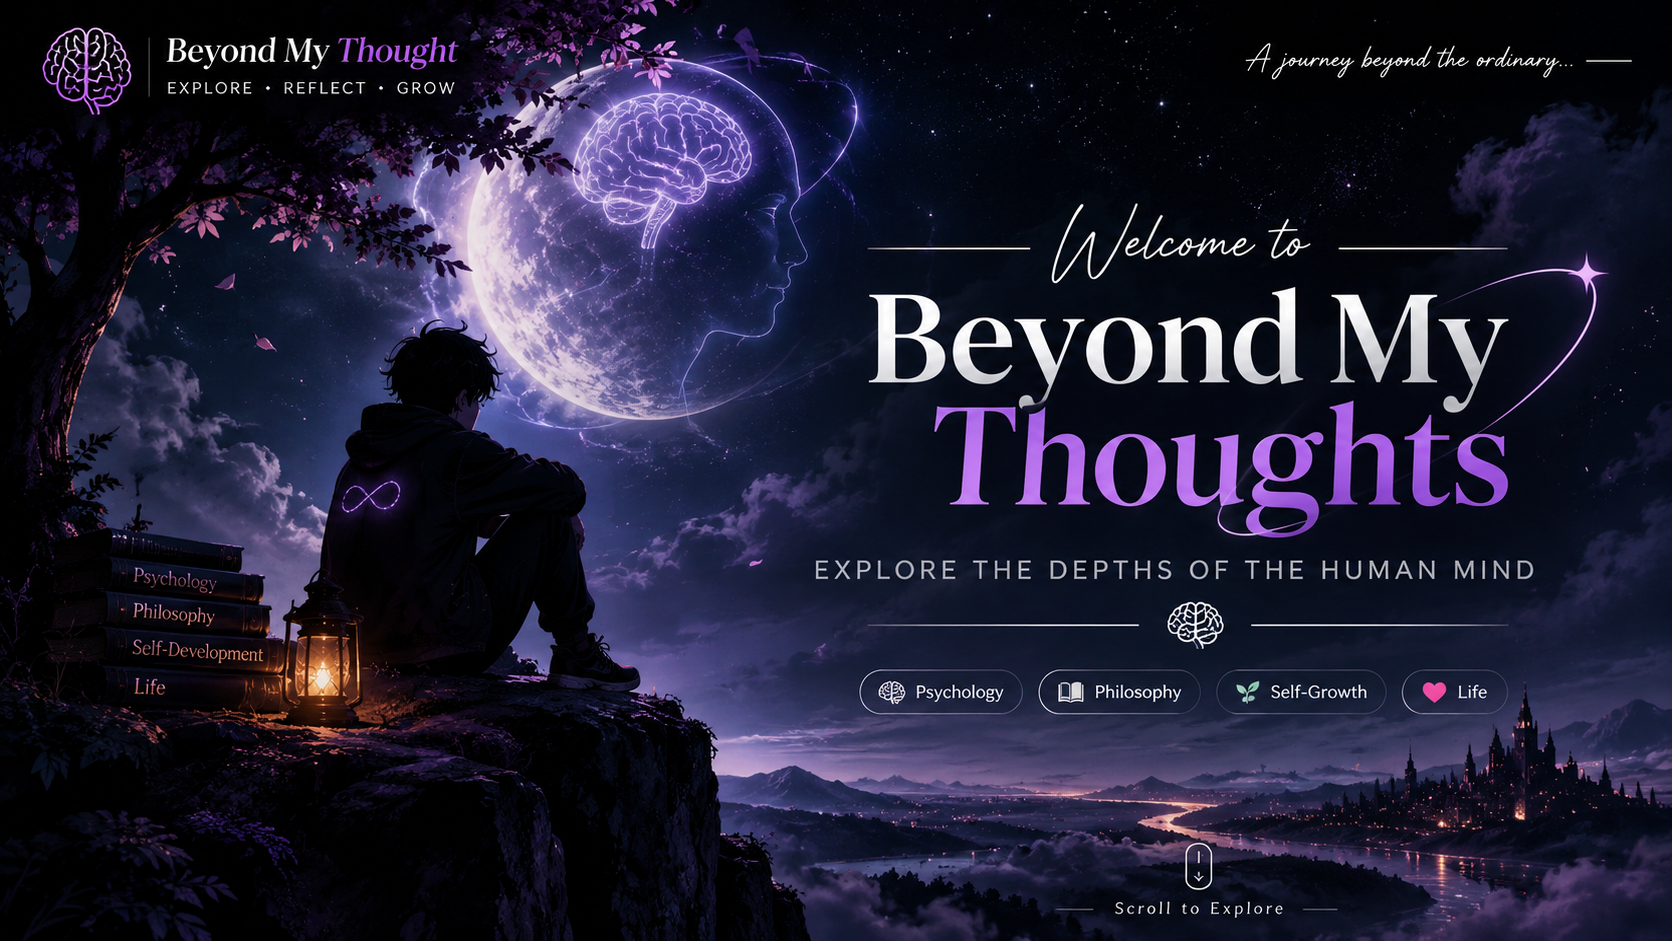 Beyond My Thought
EXPLORE • REFLECT • GROW
A journey beyond the ordinary...
Welcome to
Beyond My
Thoughts
EXPLORE THE DEPTHS OF THE HUMAN MIND
Psychology
Philosophy
Self-Growth
Life
Psychology
Philosophy
Self-Development
Life
Scroll to Explore